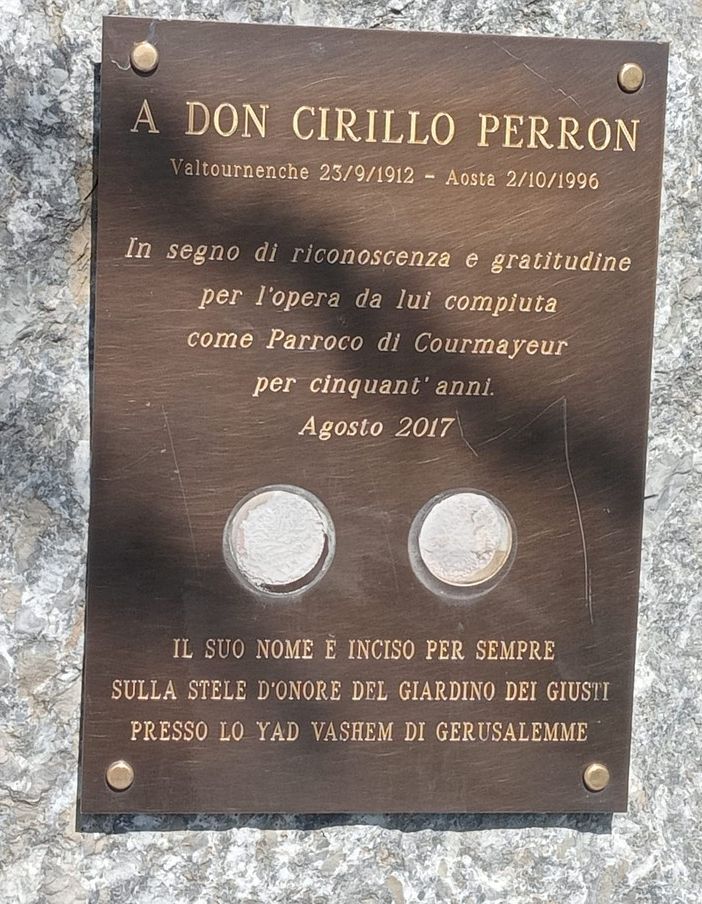 A DON CIRILLO PERRON
Valtournenche 23/9/1912 - Aosta 2/10/1996
In segno di riconoscenza e gratitudine
per l'opera da lui compiuta
come Parroco di Courmayeur
per cinquant' anni.
Agosto 2017
IL SUO NOME È INCISO PER SEMPRE
SULLA STELE D'ONORE DEL GIARDINO DEI GIUSTI
PRESSO LO YAD VASHEM DI GERUSALEMME